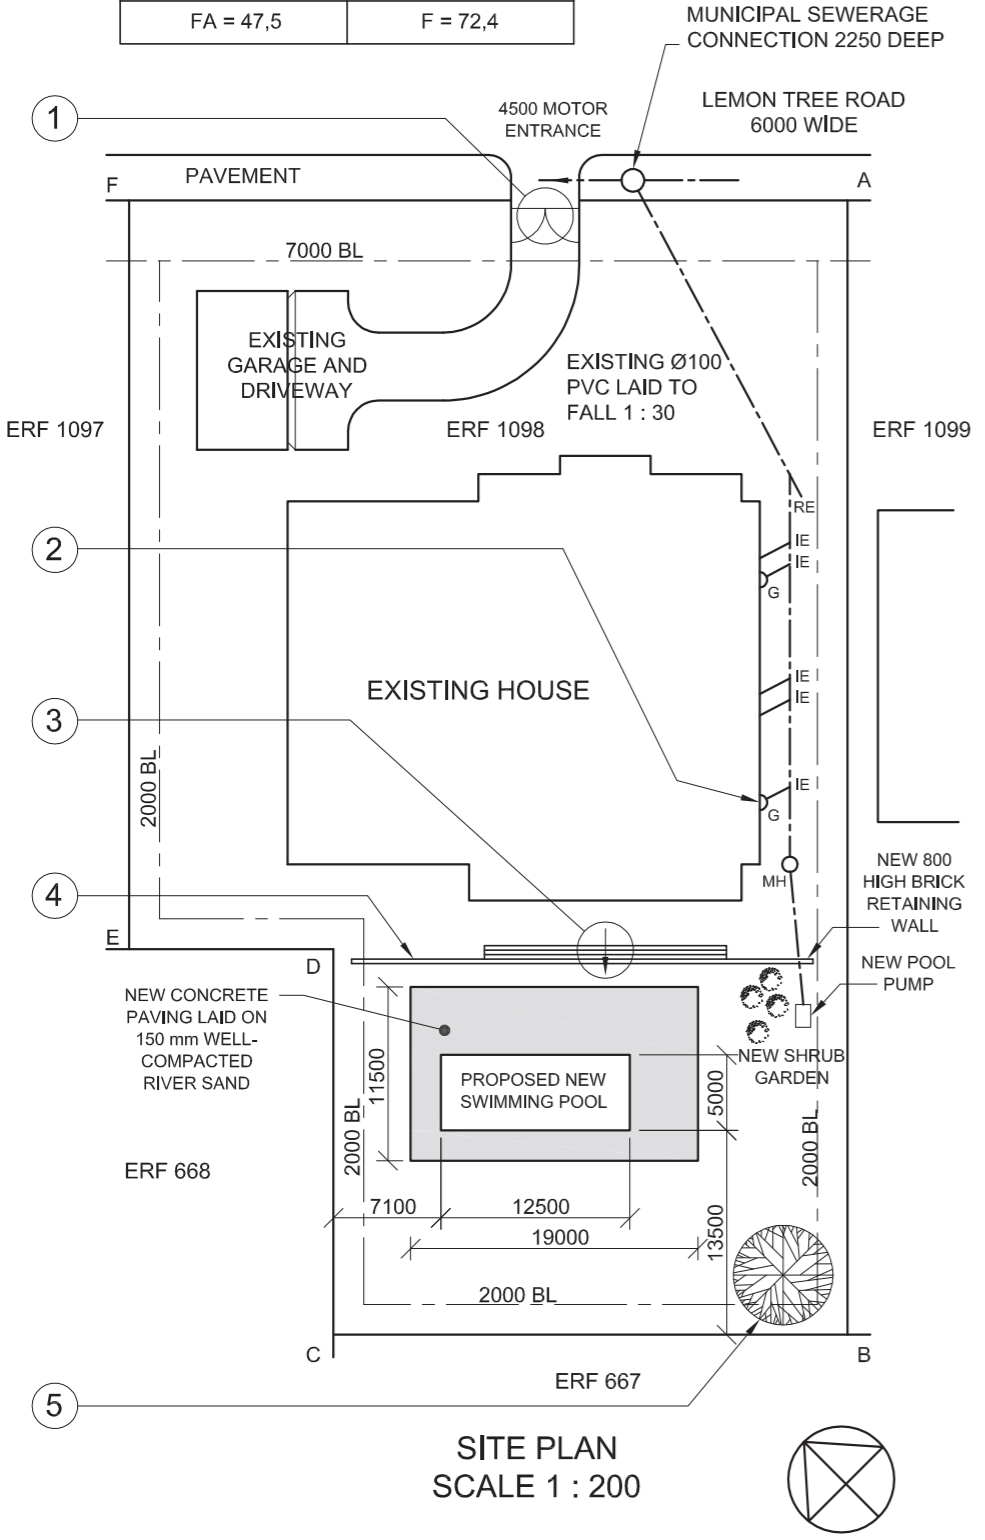 FA = 47,5
F = 72,4
MUNICIPAL SEWERAGE
CONNECTION 2250 DEEP
1
4500 MOTOR
ENTRANCE
LEMON TREE ROAD
6000 WIDE
F
PAVEMENT
A
7000 BL
EXISTING
GARAGE AND
DRIVEWAY
EXISTING Ø100
PVC LAID TO
FALL 1 : 30
ERF 1097
ERF 1098
ERF 1099
RE
2
IE
IE
G
EXISTING HOUSE
IE
IE
3
2000 BL
IE
G
MH
4
NEW 800
HIGH BRICK
RETAINING
WALL
E
D
NEW POOL
PUMP
NEW CONCRETE
PAVING LAID ON
150 mm WELL-
COMPACTED
RIVER SAND
11500
PROPOSED NEW
SWIMMING POOL
5000
NEW SHRUB
GARDEN
2000 BL
2000 BL
ERF 668
7100
12500
13500
19000
2000 BL
C
B
ERF 667
5
SITE PLAN
SCALE 1 : 200